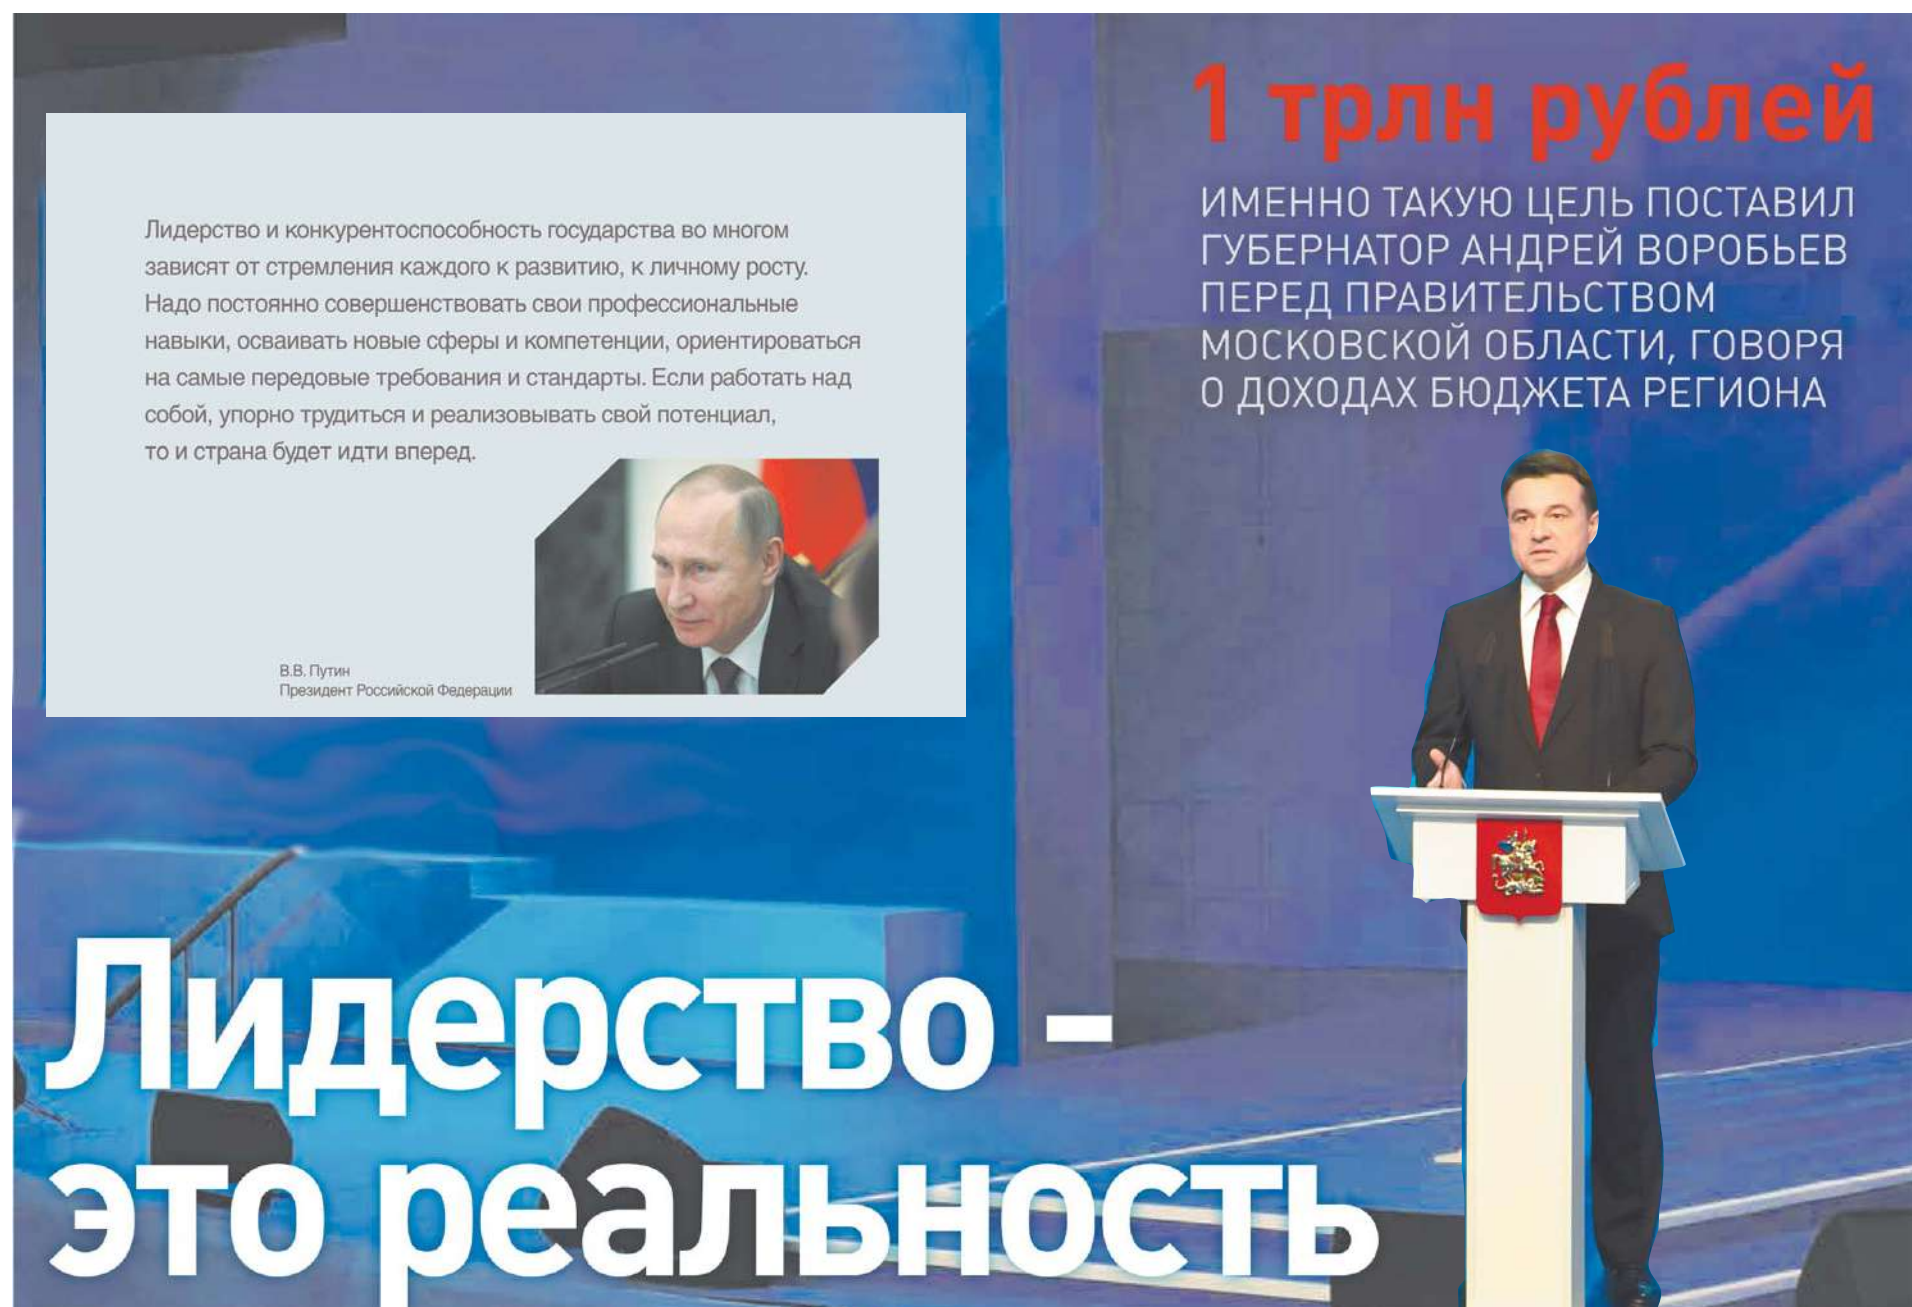 Лидерство и конкурентоспособность государства во многом
зависят от стремления каждого к развитию, к личному росту.
Надо постоянно совершенствовать свои профессиональные
навыки, осваивать новые сферы и компетенции, ориентироваться
на самые передовые требования и стандарты. Если работать над
собой, упорно трудиться и реализовывать свой потенциал,
то и страна будет идти вперед.
В.В. Путин
Президент Российской Федерации
1 трлн рублей
ИМЕННО ТАКУЮ ЦЕЛЬ ПОСТАВИЛ
ГУБЕРНАТОР АНДРЕЙ ВОРОБЬЕВ
ПЕРЕД ПРАВИТЕЛЬСТВОМ
МОСКОВСКОЙ ОБЛАСТИ, ГОВОРЯ
О ДОХОДАХ БЮДЖЕТА РЕГИОНА
Лидерство –
это реальность